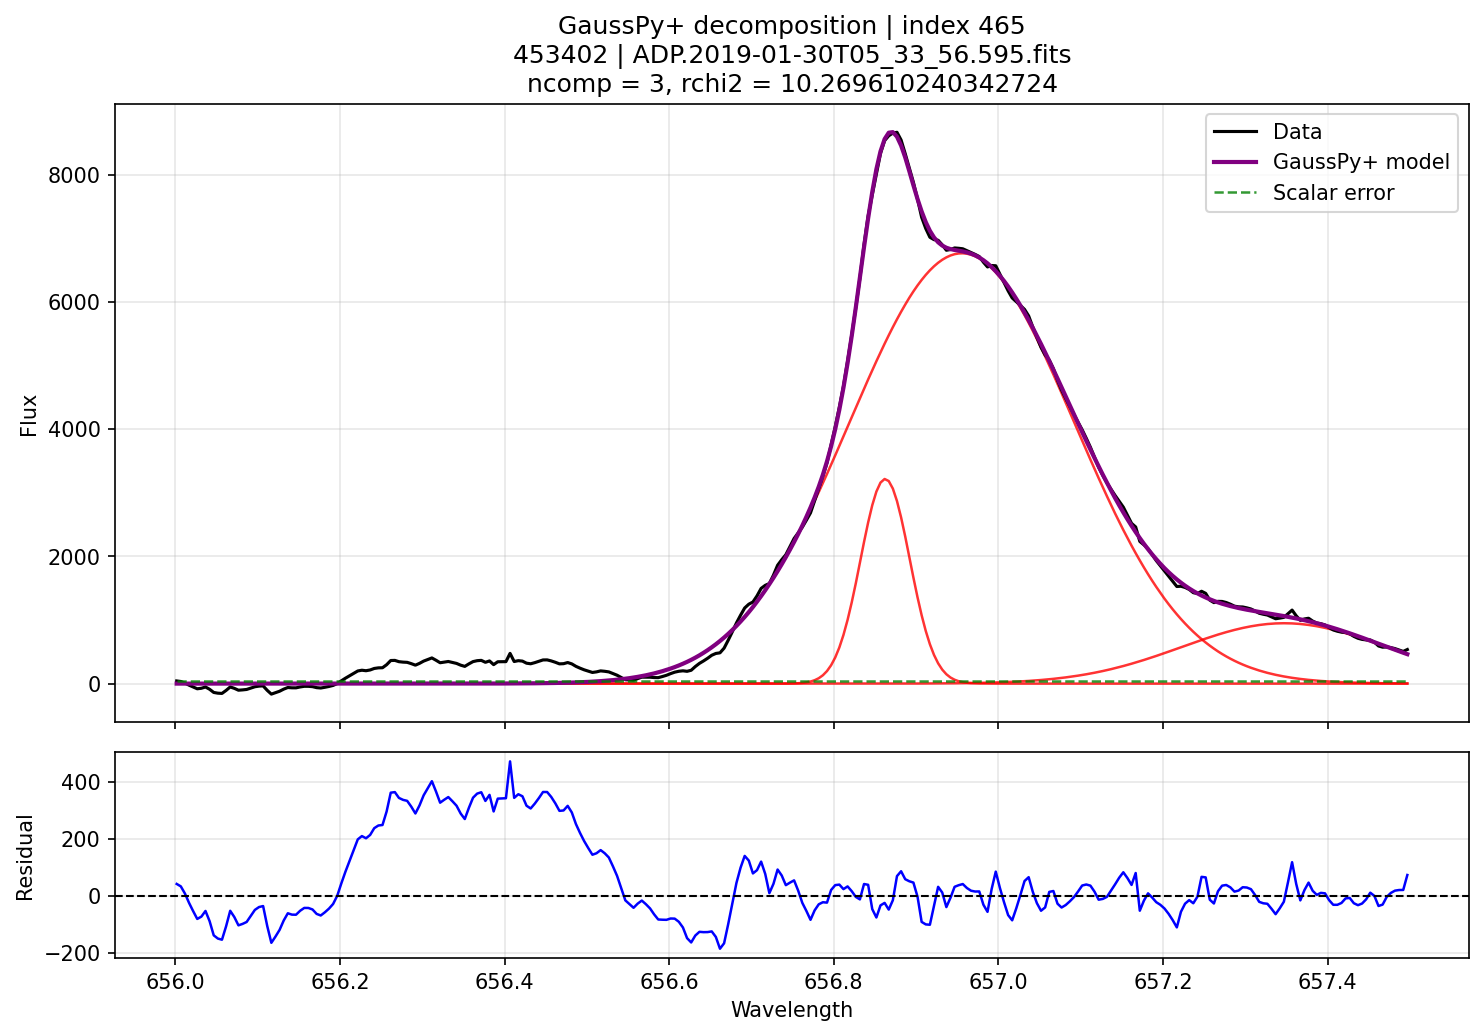 GaussPy+ decomposition | index 465
453402 | ADP.2019-01-30T05_33_56.595.fits
ncomp = 3, rchi2 = 10.269610240342724
Data
GaussPy+ model
Scalar error
Flux
8000
6000
4000
2000
0
Residual
400
200
0
−200
656.0 656.2 656.4 656.6 656.8 657.0 657.2 657.4
Wavelength